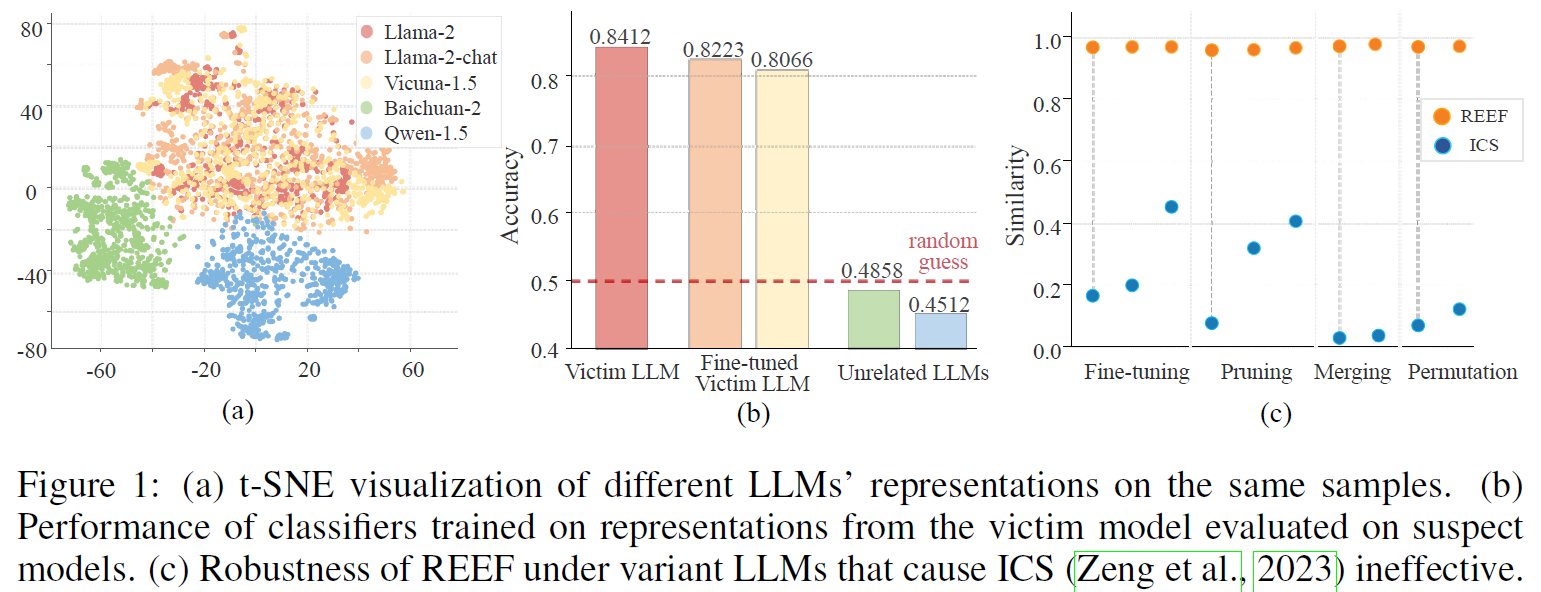 80
40
0
-40
-80
-60
-20
20
60
Llama-2
Llama-2-chat
Vicuna-1.5
Baichuan-2
Qwen-1.5
(a)
Accuracy
0.8
0.7
0.6
0.5
0.4
0.8412
0.8223
0.8066
0.4858
0.4512
random
guess
Victim LLM
Fine-tuned
Victim LLM
Unrelated LLMs
(b)
Similarity
1.0
0.8
0.6
0.4
0.2
0.0
REEF
ICS
Fine-tuning
Pruning
Merging
Permutation
(c)
Figure 1: (a) t-SNE visualization of different LLMs’ representations on the same samples. (b)
Performance of classifiers trained on representations from the victim model evaluated on suspect
models. (c) Robustness of REEF under variant LLMs that cause ICS (Zeng et al., 2023) ineffective.